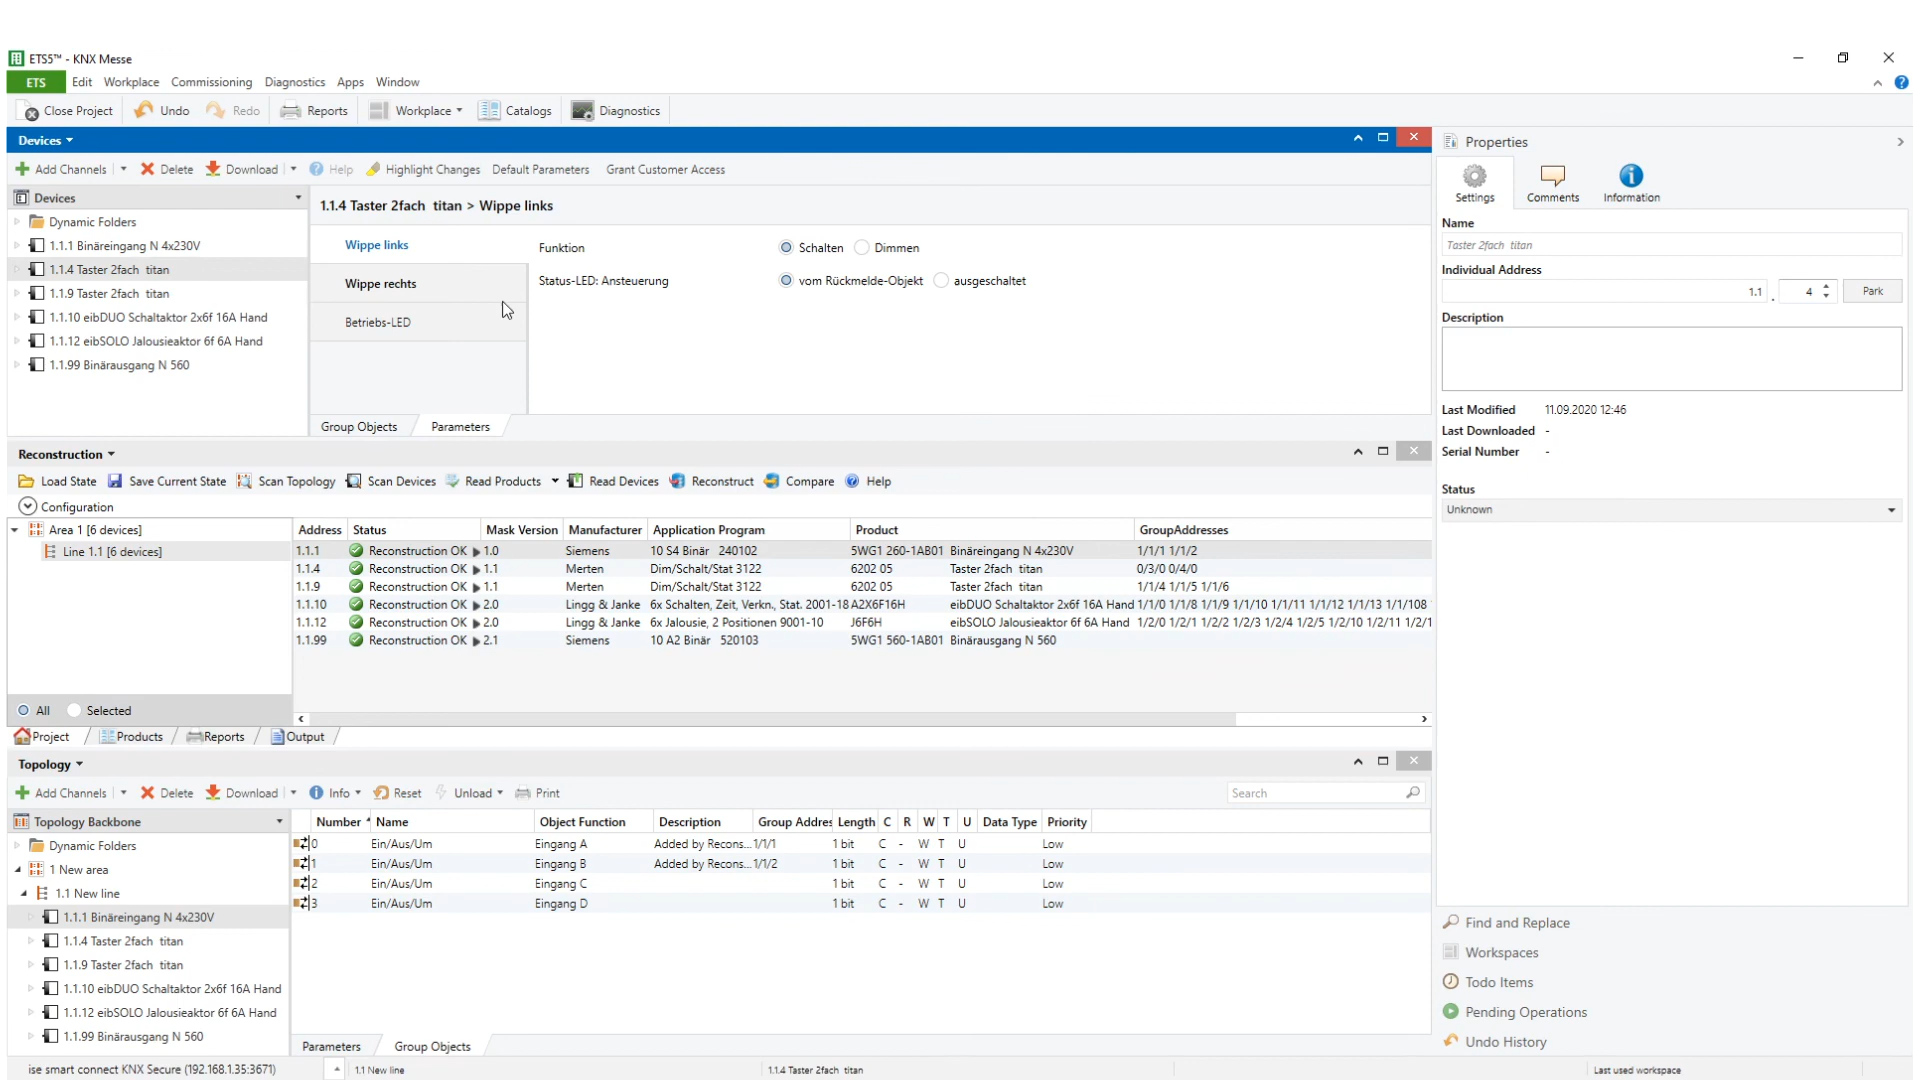 ETS5™ - KNX Messe
ETS Edit Workplace Commissioning Diagnostics Apps Window
Close Project Undo Redo Reports Workplace Catalogs Diagnostics
Devices
Add Channels Delete Download Help Highlight Changes Default Parameters Grant Customer Access
Devices
Dynamic Folders
1.1.1 Binäreingang N 4x230V
1.1.4 Taster 2fach titan
1.1.9 Taster 2fach titan
1.1.10 eibDUO Schaltaktor 2x6f 16A Hand
1.1.12 eibSOLO Jalousieaktor 6f 6A Hand
1.1.99 Binärausgang N 560
1.1.4 Taster 2fach titan > Wippe links
Wippe links
Wippe rechts
Betriebs-LED
Funktion Schalten Dimmen
Status-LED: Ansteuerung vom Rückmelde-Objekt ausgeschaltet
Group Objects Parameters
Reconstruction
Load State Save Current State Scan Topology Scan Devices Read Products Read Devices Reconstruct Compare Help
Configuration
Area 1 [6 devices]
Line 1.1 [6 devices]
Address Status Mask Version Manufacturer Application Program Product GroupAddresses
1.1.1 Reconstruction OK 1.0 Siemens 10 S4 Binär 240102 5WG1 260-1AB01 Binäreingang N 4x230V 1/1/1 1/1/2
1.1.4 Reconstruction OK 1.1 Merten Dim/Schalt/Stat 3122 6202 05 Taster 2fach titan 0/3/0 0/4/0
1.1.9 Reconstruction OK 1.1 Merten Dim/Schalt/Stat 3122 6202 05 Taster 2fach titan 1/1/4 1/1/5 1/1/6
1.1.10 Reconstruction OK 2.0 Lingg & Janke 6x Schalten, Zeit, Verkn., Stat. 2001-18 A2X6F16H eibDUO Schaltaktor 2x6f 16A Hand 1/1/0 1/1/8 1/1/9 1/1/10 1/1/11 1/1/12 1/1/13 1/1/108
1.1.12 Reconstruction OK 2.0 Lingg & Janke 6x Jalousie, 2 Positionen 9001-10 J6F6H eibSOLO Jalousieaktor 6f 6A Hand 1/2/0 1/2/1 1/2/2 1/2/3 1/2/4 1/2/5 1/2/10 1/2/11 1/2/1
1.1.99 Reconstruction OK 2.1 Siemens 10 A2 Binär 520103 5WG1 560-1AB01 Binärausgang N 560
All Selected
Project Products Reports Output
Topology
Add Channels Delete Download Info Reset Unload Print Search
Topology Backbone
Dynamic Folders
1 New area
1.1 New line
1.1.1 Binäreingang N 4x230V
1.1.4 Taster 2fach titan
1.1.9 Taster 2fach titan
1.1.10 eibDUO Schaltaktor 2x6f 16A Hand
1.1.12 eibSOLO Jalousieaktor 6f 6A Hand
1.1.99 Binärausgang N 560
Number Name Object Function Description Group Addres Length C R W T U Data Type Priority
0 Ein/Aus/Um Eingang A Added by Recons... 1/1/1 1 bit C - W T U Low
1 Ein/Aus/Um Eingang B Added by Recons... 1/1/2 1 bit C - W T U Low
2 Ein/Aus/Um Eingang C 1 bit C - W T U Low
3 Ein/Aus/Um Eingang D 1 bit C - W T U Low
Parameters Group Objects
Properties
Settings Comments Information
Name
Taster 2fach titan
Individual Address
1.1 . 4 Park
Description
Last Modified 11.09.2020 12:46
Last Downloaded -
Serial Number -
Status
Unknown
Find and Replace
Workspaces
Todo Items
Pending Operations
Undo History
ise smart connect KNX Secure (192.168.1.35:3671) 1.1 New line 1.1.4 Taster 2fach titan Last used workspace